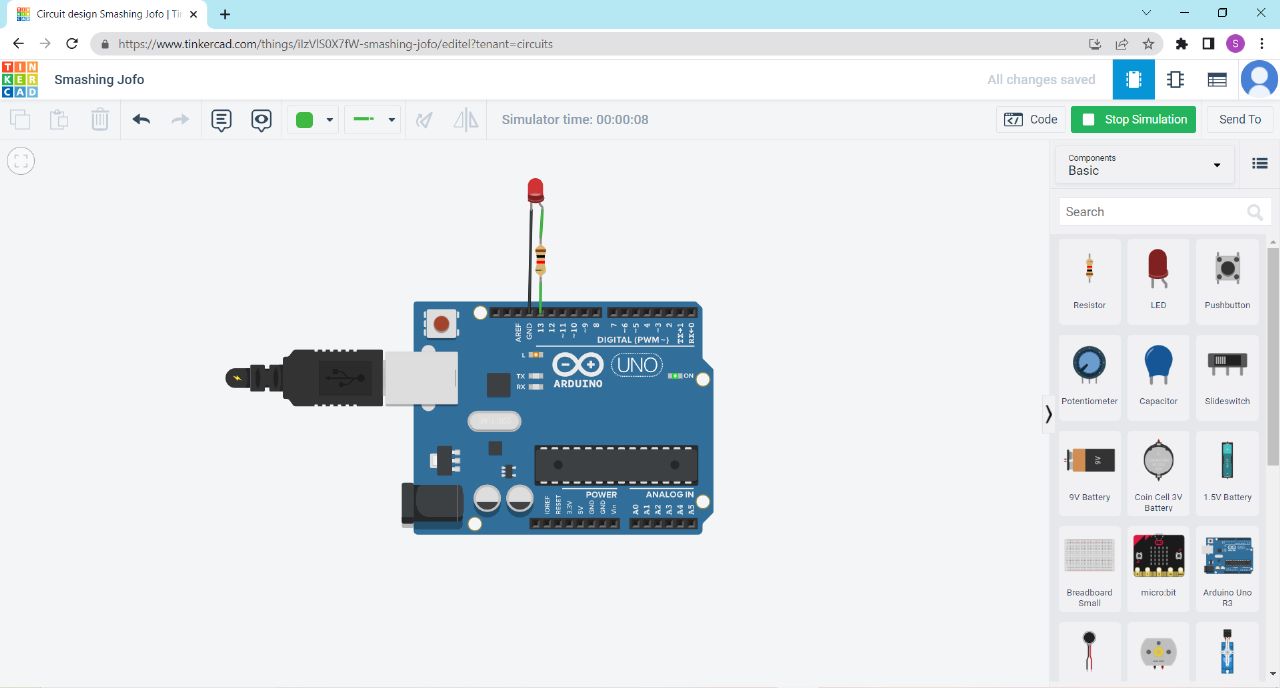 Circuit design Smashing Jofo | Tin
https://www.tinkercad.com/things/iIzVlS0X7fW-smashing-jofo/editel?tenant=circuits
S
TIN
KER
CAD
Smashing Jofo
All changes saved
Simulator time: 00:00:08
Code
Stop Simulation
Send To
Components
Basic
Search
Resistor
LED
Pushbutton
Potentiometer
Capacitor
Slideswitch
9V
9V Battery
Coin Cell 3V
Battery
1.5V Battery
Breadboard
Small
micro:bit
Arduino Uno
R3
AREF
GND
13
12
~11
~10
~9
8
7
~6
~5
4
~3
2
TX→1
RX←0
DIGITAL (PWM~)
L
TX
RX
ARDUINO
UNO
ON
POWER
ANALOG IN
IOREF
RESET
3.3V
5V
GND
GND
Vin
A0
A1
A2
A3
A4
A5